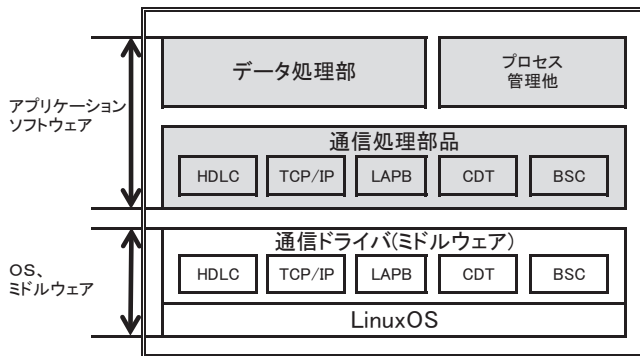 データ処理部
プロセス
管理他
アプリケーション
ソフトウェア
通信処理部品
HDLC
TCP/IP
LAPB
CDT
BSC
通信ドライバ(ミドルウェア)
HDLC
TCP/IP
LAPB
CDT
BSC
OS、
ミドルウェア
LinuxOS